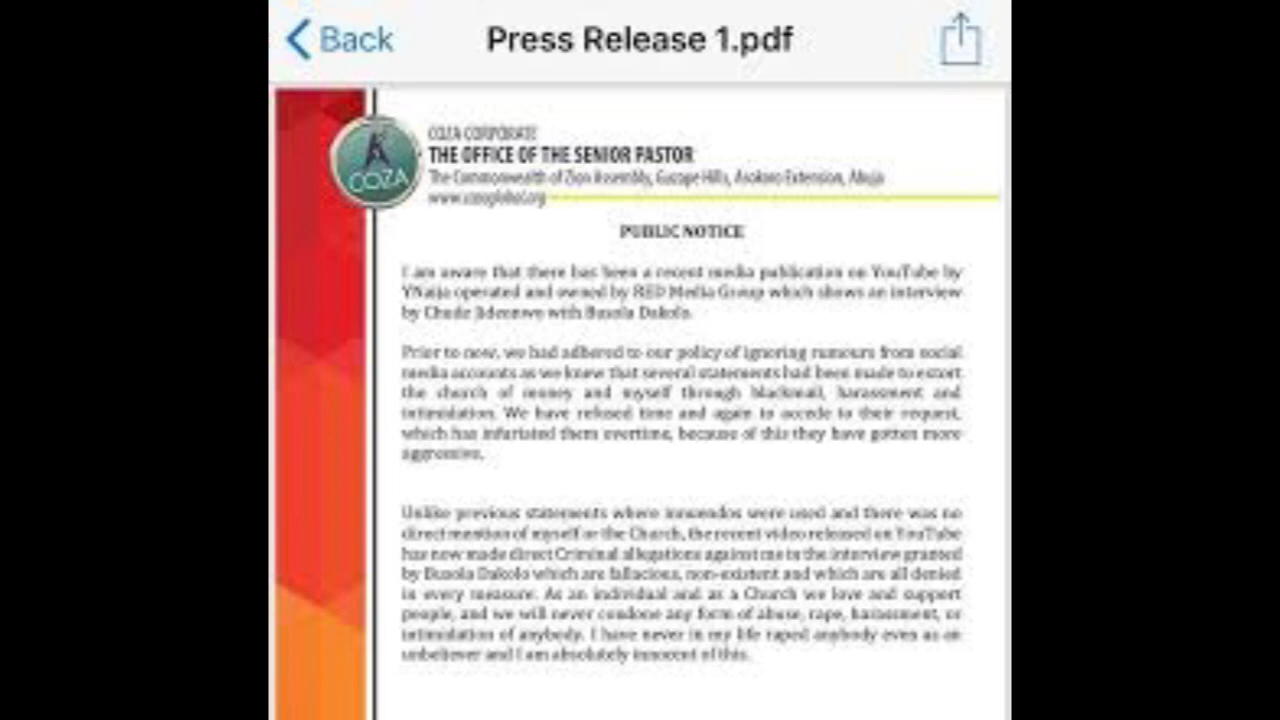 Back
Press Release 1.pdf
COZA CORPORATE
THE OFFICE OF THE SENIOR PASTOR
The Commonwealth of Zion Assembly, Guzape Hills, Asokoro Extension, Abuja
www.cozaglobal.org
COZA
PUBLIC NOTICE
I am aware that there has been a recent media publication on YouTube by
YNaija operated and owned by RED Media Group which shows an interview
by Chude Jideonwo with Busola Dakolo.
Prior to now, we had adhered to our policy of ignoring rumours from social
media accounts as we knew that several statements had been made to extort
the church of money and myself through blackmail, harassment and
intimidation. We have refused time and again to accede to their request,
which has infuriated them overtime, because of this they have gotten more
aggressive.
Unlike previous statements where innuendos were used and there was no
direct mention of myself or the Church, the recent video released on YouTube
has now made direct Criminal allegations against me in the interview granted
by Busola Dakolo which are fallacious, non-existent and which are all denied
in every measure. As an individual and as a Church we love and support
people, and we will never condone any form of abuse, rape, harassment, or
intimidation of anybody. I have never in my life raped anybody even as an
unbeliever and I am absolutely innocent of this.